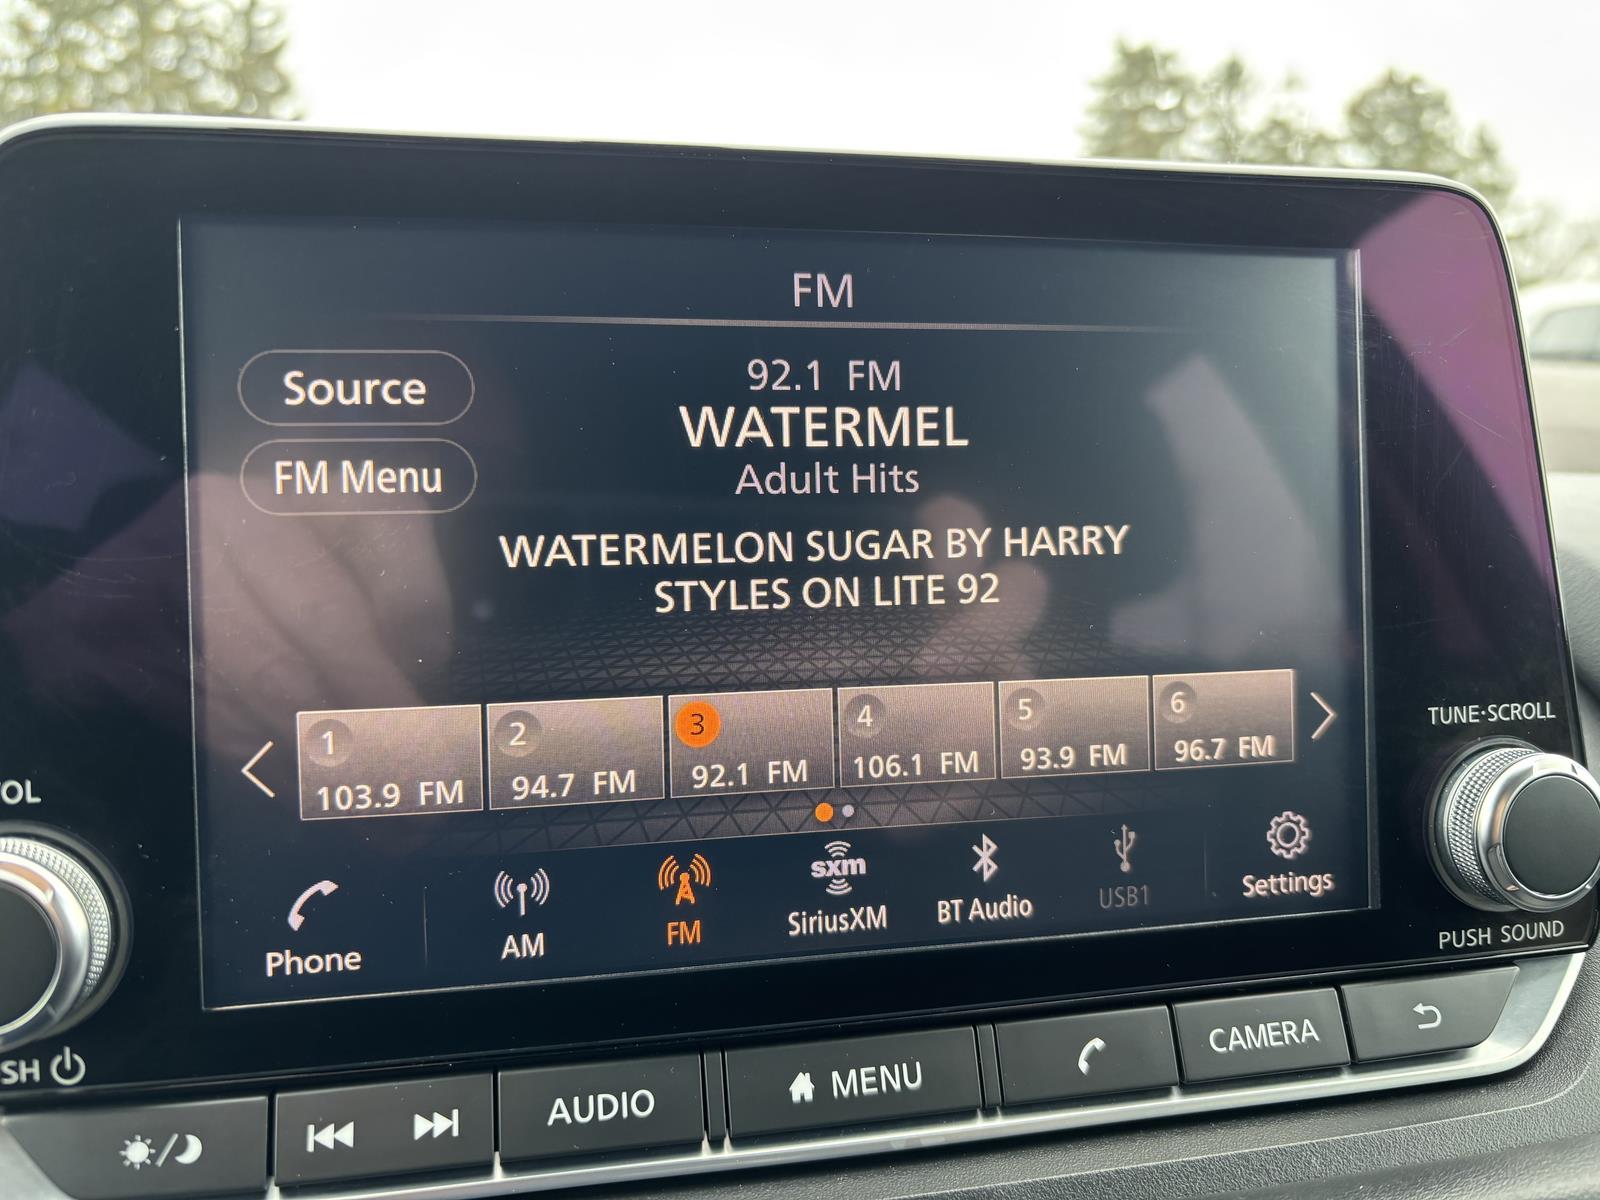 FM
Source
92.1 FM
WATERMEL
FM Menu
Adult Hits
WATERMELON SUGAR BY HARRY
STYLES ON LITE 92
1 2 3 4 5 6
103.9 FM 94.7 FM 92.1 FM 106.1 FM 93.9 FM 96.7 FM
TUNE·SCROLL
OL
sxm
Phone AM FM SiriusXM BT Audio USB1 Settings
PUSH SOUND
SH
AUDIO MENU CAMERA